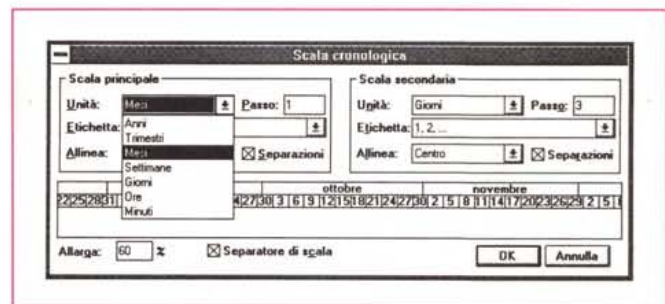 Scala cronologica
Scala principale
Unità: Mesi Passo: 1
Etichetta:
Allinea: Separazioni
Anni
Trimestri
Mesi
Settimane
Giorni
Ore
Minuti
Scala secondaria
Unità: Giorni Passo: 3
Etichetta: 1, 2, ...
Allinea: Centro Separazioni
ottobre novembre
22 25 28 31 24 27 30 3 6 9 12 15 18 21 24 27 30 2 5 8 11 14 17 20 23 26 29 2 5
Allarga: 60 % Separatore di scala OK Annulla